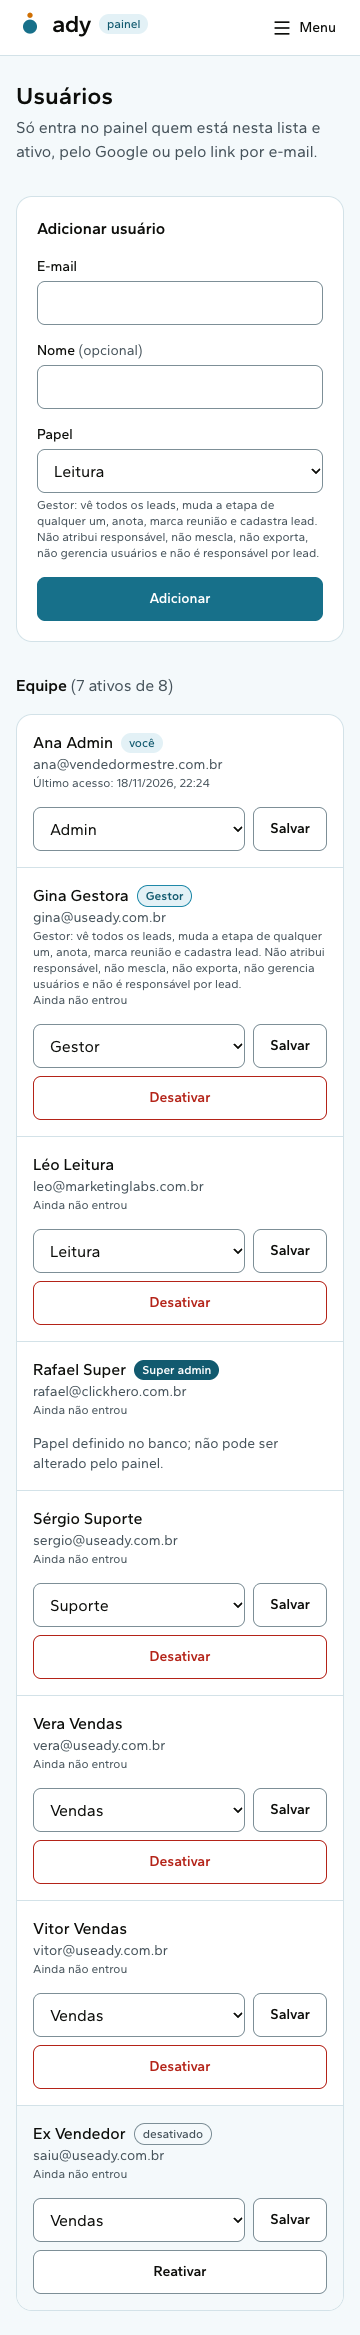 ady painel
Menu
Usuários
Só entra no painel quem está nesta lista e
ativo, pelo Google ou pelo link por e-mail.
Adicionar usuário
E-mail
Nome (opcional)
Papel
Leitura
Gestor: vê todos os leads, muda a etapa de
qualquer um, anota, marca reunião e cadastra lead.
Não atribui responsável, não mescla, não exporta,
não gerencia usuários e não é responsável por lead.
Adicionar
Equipe (7 ativos de 8)
Ana Admin você
ana@vendedormestre.com.br
Último acesso: 18/11/2026, 22:24
Admin Salvar
Gina Gestora Gestor
gina@useady.com.br
Gestor: vê todos os leads, muda a etapa de qualquer
um, anota, marca reunião e cadastra lead. Não atribui
responsável, não mescla, não exporta, não gerencia
usuários e não é responsável por lead.
Ainda não entrou
Gestor Salvar
Desativar
Léo Leitura
leo@marketinglabs.com.br
Ainda não entrou
Leitura Salvar
Desativar
Rafael Super Super admin
rafael@clickhero.com.br
Ainda não entrou
Papel definido no banco; não pode ser
alterado pelo painel.
Sérgio Suporte
sergio@useady.com.br
Ainda não entrou
Suporte Salvar
Desativar
Vera Vendas
vera@useady.com.br
Ainda não entrou
Vendas Salvar
Desativar
Vitor Vendas
vitor@useady.com.br
Ainda não entrou
Vendas Salvar
Desativar
Ex Vendedor desativado
saiu@useady.com.br
Ainda não entrou
Vendas Salvar
Reativar